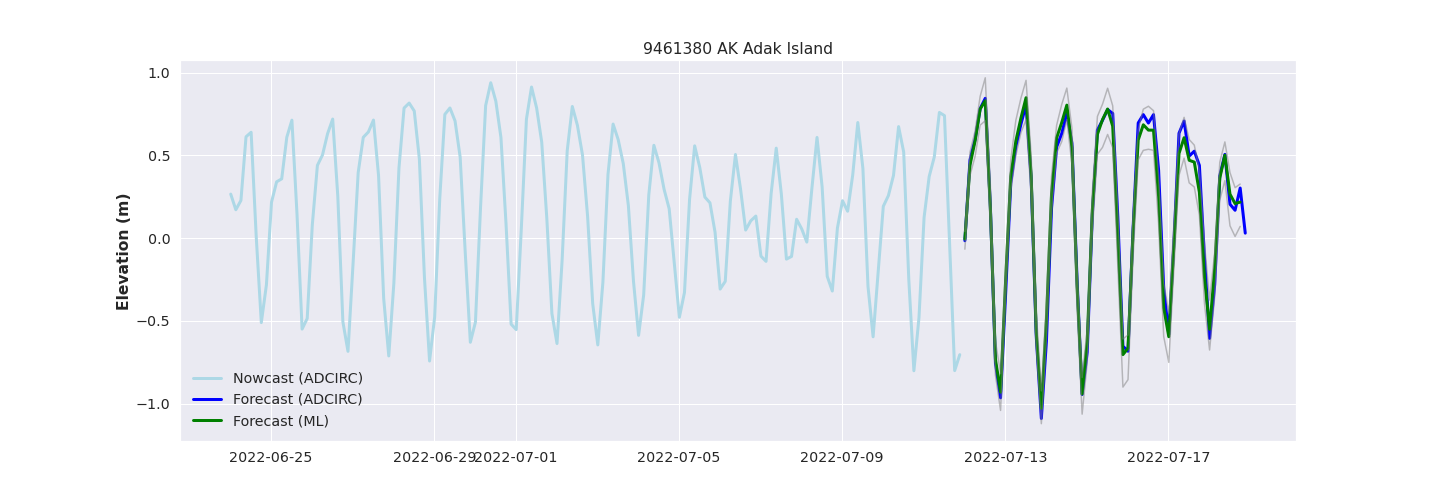 9461380 AK Adak Island
Elevation (m)
1.0
0.5
0.0
−0.5
−1.0
Nowcast (ADCIRC)
Forecast (ADCIRC)
Forecast (ML)
2022-06-25
2022-06-29
2022-07-01
2022-07-05
2022-07-09
2022-07-13
2022-07-17